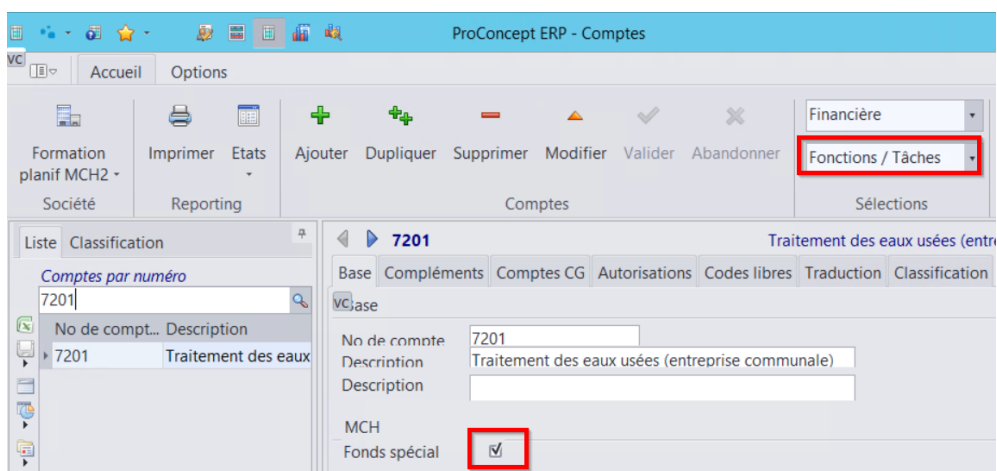 ProConcept ERP - Comptes
VC
Accueil Options
Financière
Formation planif MCH2 Imprimer Etats Ajouter Dupliquer Supprimer Modifier Valider Abandonner Fonctions / Tâches
Société Reporting Comptes Sélections
Liste Classification
7201 Traitement des eaux usées (entre
Comptes par numéro
Base Compléments Comptes CG Autorisations Codes libres Traduction Classification
7201
VC
Base
No de compt... Description
No de compte 7201
7201 Traitement des eaux
Description Traitement des eaux usées (entreprise communale)
Description
MCH
Fonds spécial